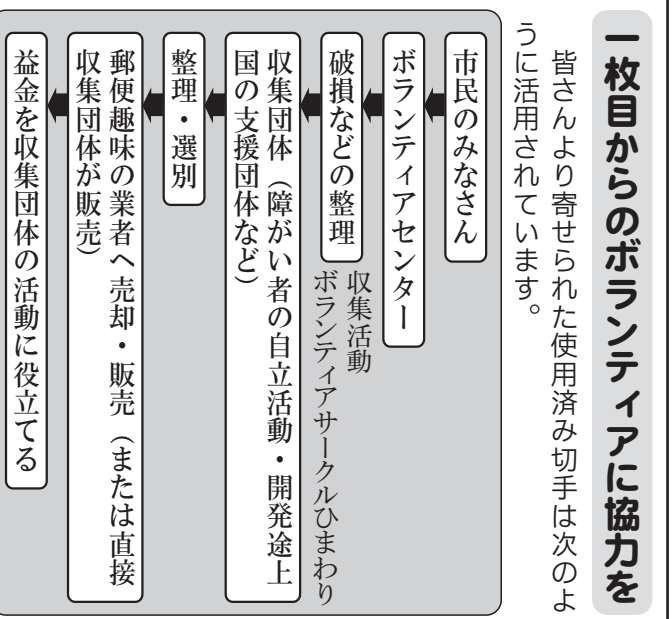 一枚目からのボランティアに協力を
皆さんより寄せられた使用済み切手は次のよ
うに活用されています。
市民のみなさん
ボランティアセンター
破損などの整理
収集活動
ボランティアサークルひまわり
収集団体（障がい者の自立活動・開発途上
国の支援団体など）
整理・選別
郵便趣味の業者へ売却・販売（または直接
収集団体が販売）
益金を収集団体の活動に役立てる